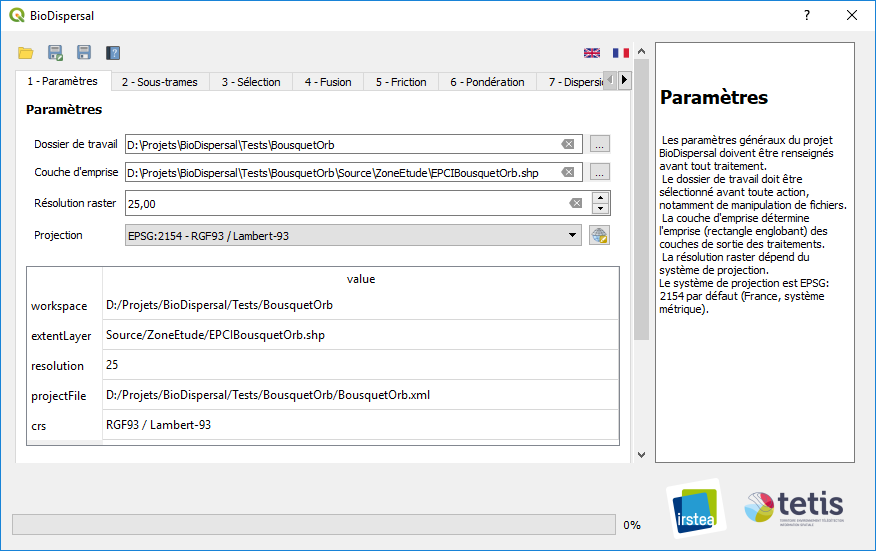 BioDispersal
?
1 - Paramètres
2 - Sous-trames
3 - Sélection
4 - Fusion
5 - Friction
6 - Pondération
7 - Dispersi
Paramètres
Dossier de travail
D:\Projets\BioDispersal\Tests\BousquetOrb
...
Couche d'emprise
D:\Projets\BioDispersal\Tests\BousquetOrb\Source\ZoneEtude\EPCIBousquetOrb.shp
...
Résolution raster
25,00
Projection
EPSG:2154 - RGF93 / Lambert-93
value
workspace
D:/Projets/BioDispersal/Tests/BousquetOrb
extentLayer
Source/ZoneEtude/EPCIBousquetOrb.shp
resolution
25
projectFile
D:/Projets/BioDispersal/Tests/BousquetOrb/BousquetOrb.xml
crs
RGF93 / Lambert-93
Paramètres
Les paramètres généraux du projet
BioDispersal doivent être renseignés
avant tout traitement.
Le dossier de travail doit être
sélectionné avant toute action,
notamment de manipulation de fichiers.
La couche d'emprise détermine
l'emprise (rectangle englobant) des
couches de sortie des traitements.
La résolution raster dépend du
système de projection.
Le système de projection est EPSG:
2154 par défaut (France, système
métrique).
0%
irstea
tetis